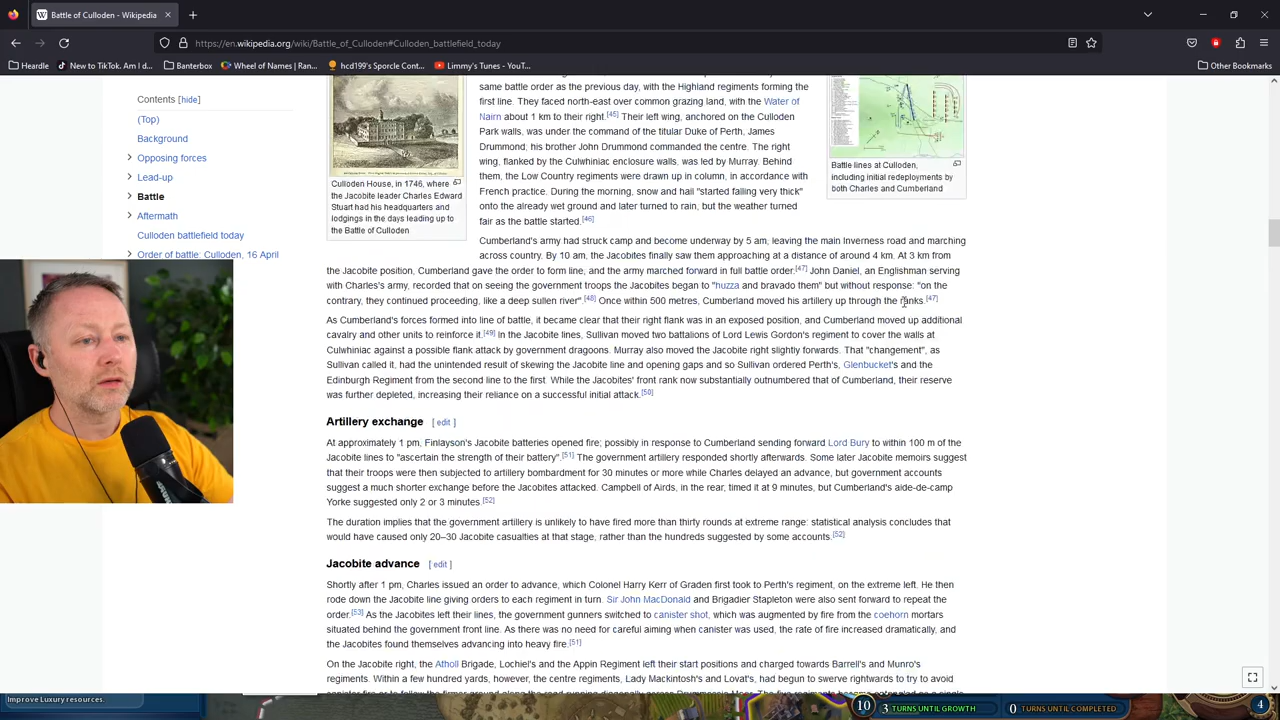 Battle of Culloden - Wikipedia
https://en.wikipedia.org/wiki/Battle_of_Culloden#Culloden_battlefield_today
Heardle
New to TikTok. Am I d...
Banterbox
Wheel of Names | Ran...
hcd199's Sporcle Cont...
Limmy's Tunes - YouT...
Other Bookmarks
Contents [hide]
(Top)
Background
Opposing forces
Lead-up
Battle
Aftermath
Culloden battlefield today
Order of battle: Culloden, 16 April
Culloden House, in 1746, where
the Jacobite leader Charles Edward
Stuart had his headquarters and
lodgings in the days leading up to
the Battle of Culloden
same battle order as the previous day, with the Highland regiments forming the
first line. They faced north-east over common grazing land, with the Water of
Nairn about 1 km to their right.[45] Their left wing, anchored on the Culloden
Park walls, was under the command of the titular Duke of Perth, James
Drummond; his brother John Drummond commanded the centre. The right
wing, flanked by the Culwhiniac enclosure walls, was led by Murray. Behind
them, the Low Country regiments were drawn up in column, in accordance with
French practice. During the morning, snow and hail "started falling very thick"
onto the already wet ground and later turned to rain, but the weather turned
fair as the battle started.[46]
Battle lines at Culloden,
including initial redeployments by
both Charles and Cumberland
Cumberland's army had struck camp and become underway by 5 am, leaving the main Inverness road and marching
across country. By 10 am, the Jacobites finally saw them approaching at a distance of around 4 km. At 3 km from
the Jacobite position, Cumberland gave the order to form line, and the army marched forward in full battle order.[47] John Daniel, an Englishman serving
with Charles's army, recorded that on seeing the government troops the Jacobites began to "huzza and bravado them" but without response: "on the
contrary, they continued proceeding, like a deep sullen river".[48] Once within 500 metres, Cumberland moved his artillery up through the ranks.[47]
As Cumberland's forces formed into line of battle, it became clear that their right flank was in an exposed position, and Cumberland moved up additional
cavalry and other units to reinforce it.[49] In the Jacobite lines, Sullivan moved two battalions of Lord Lewis Gordon's regiment to cover the walls at
Culwhiniac against a possible flank attack by government dragoons. Murray also moved the Jacobite right slightly forwards. That "changement", as
Sullivan called it, had the unintended result of skewing the Jacobite line and opening gaps and so Sullivan ordered Perth's, Glenbucket's and the
Edinburgh Regiment from the second line to the first. While the Jacobites' front rank now substantially outnumbered that of Cumberland, their reserve
was further depleted, increasing their reliance on a successful initial attack.[50]
Artillery exchange [ edit ]
At approximately 1 pm, Finlayson's Jacobite batteries opened fire; possibly in response to Cumberland sending forward Lord Bury to within 100 m of the
Jacobite lines to "ascertain the strength of their battery".[51] The government artillery responded shortly afterwards. Some later Jacobite memoirs suggest
that their troops were then subjected to artillery bombardment for 30 minutes or more while Charles delayed an advance, but government accounts
suggest a much shorter exchange before the Jacobites attacked. Campbell of Airds, in the rear, timed it at 9 minutes, but Cumberland's aide-de-camp
Yorke suggested only 2 or 3 minutes.[52]
The duration implies that the government artillery is unlikely to have fired more than thirty rounds at extreme range: statistical analysis concludes that
would have caused only 20–30 Jacobite casualties at that stage, rather than the hundreds suggested by some accounts.[52]
Jacobite advance [ edit ]
Shortly after 1 pm, Charles issued an order to advance, which Colonel Harry Kerr of Graden first took to Perth's regiment, on the extreme left. He then
rode down the Jacobite line giving orders to each regiment in turn. Sir John MacDonald and Brigadier Stapleton were also sent forward to repeat the
order.[53] As the Jacobites left their lines, the government gunners switched to canister shot, which was augmented by fire from the coehorn mortars
situated behind the government front line. As there was no need for careful aiming when canister was used, the rate of fire increased dramatically, and
the Jacobites found themselves advancing into heavy fire.[51]
On the Jacobite right, the Atholl Brigade, Lochiel's and the Appin Regiment left their start positions and charged towards Barrell's and Munro's
regiments. Within a few hundred yards, however, the centre regiments, Lady Mackintosh's and Lovat's, had begun to swerve rightwards to try to avoid
Improve Luxury resources.
10
3 TURNS UNTIL GROWTH
0 TURNS UNTIL COMPLETED
4